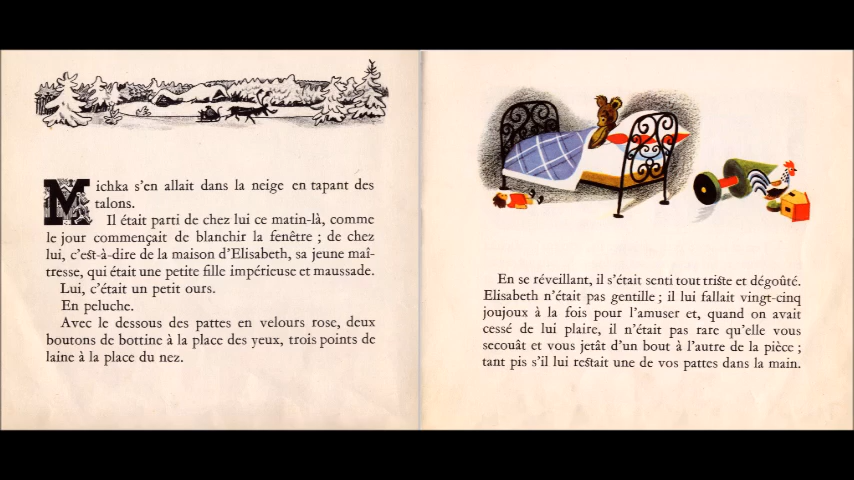 Michka s'en allait dans la neige en tapant des
talons.
Il était parti de chez lui ce matin-là, comme
le jour commençait de blanchir la fenêtre ; de chez
lui, c'est-à-dire de la maison d'Elisabeth, sa jeune maî-
tresse, qui était une petite fille impérieuse et maussade.
Lui, c'était un petit ours.
En peluche.
Avec le dessous des pattes en velours rose, deux
boutons de bottine à la place des yeux, trois points de
laine à la place du nez.
En se réveillant, il s'était senti tout triste et dégoûté.
Elisabeth n'était pas gentille ; il lui fallait vingt-cinq
joujoux à la fois pour l'amuser et, quand on avait
cessé de lui plaire, il n'était pas rare qu'elle vous
secouât et vous jetât d'un bout à l'autre de la pièce ;
tant pis s'il lui restait une de vos pattes dans la main.